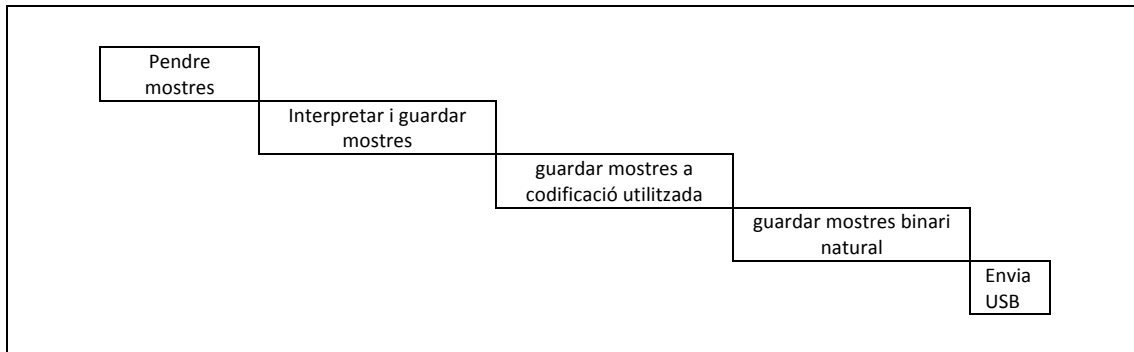 Pendre
mostres
Interpretar i guardar
mostres
guardar mostres a
codificació utilitzada
guardar mostres binari
natural
Envia
USB